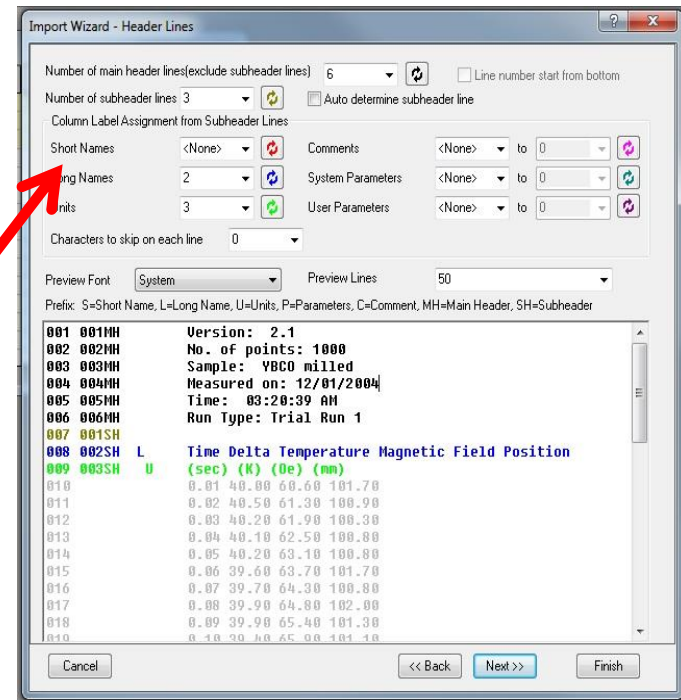 Import Wizard - Header Lines
Number of main header lines(exclude subheader lines) 6 Line number start from bottom
Number of subheader lines 3 Auto determine subheader line
Column Label Assignment from Subheader Lines
Short Names <None> Comments <None> to 0
Names 2 System Parameters <None> to 0
Units 3 User Parameters <None> to 0
Characters to skip on each line 0
Preview Font System Preview Lines 50
Prefix: S=Short Name, L=Long Name, U=Units, P=Parameters, C=Comment, MH=Main Header, SH=Subheader
001 001MH Version: 2.1
002 002MH No. of points: 1000
003 003MH Sample: YBCO milled
004 004MH Measured on: 12/01/2004
005 005MH Time: 03:20:39 AM
006 006MH Run Type: Trial Run 1
007 001SH
008 002SH L Time Delta Temperature Magnetic Field Position
009 003SH U (sec) (K) (Oe) (mm)
010 0.01 40.00 60.60 101.70
011 0.02 40.50 61.30 100.90
012 0.03 40.20 61.90 100.30
013 0.04 40.10 62.50 100.80
014 0.05 40.20 63.10 100.80
015 0.06 39.60 63.70 101.70
016 0.07 39.70 64.30 100.80
017 0.08 39.90 64.80 102.00
018 0.09 39.90 65.40 101.30
019 0.10 39.40 65.90 101.10
Cancel << Back Next >> Finish